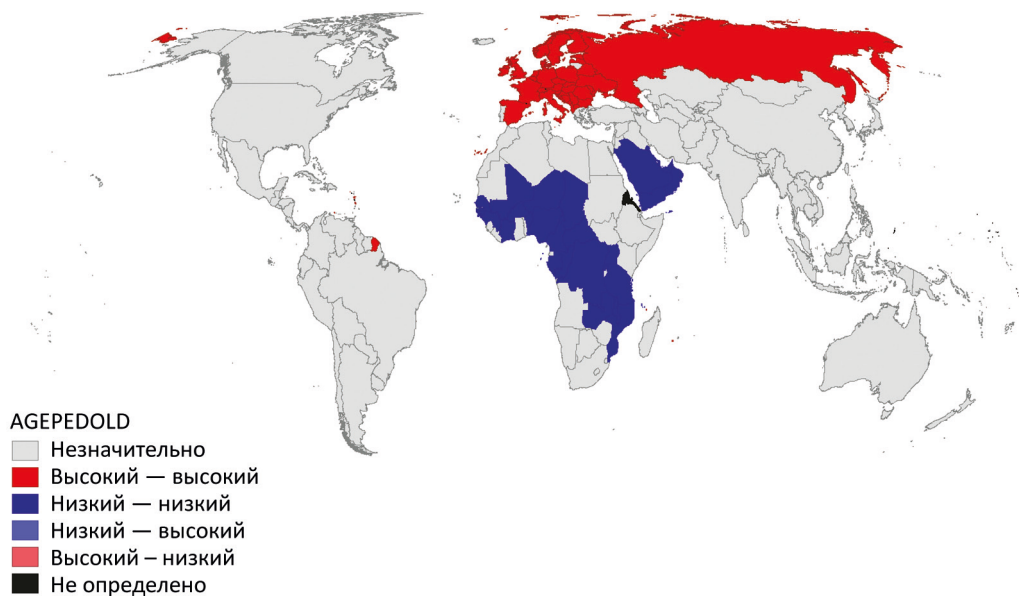 AGEPEDOLD
Незначительно
Высокий — высокий
Низкий — низкий
Низкий — высокий
Высокий – низкий
Не определено